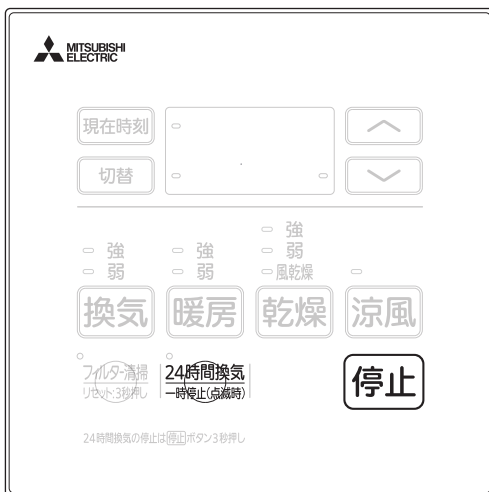 MITSUBISHI
ELECTRIC
現在時刻
切替
強
弱
強
弱
強
弱
風乾燥
換気
暖房
乾燥
涼風
フィルター清掃
リセット:3秒押し
24時間換気
一時停止(点滅時)
停止
24時間換気の停止は停止ボタン3秒押し